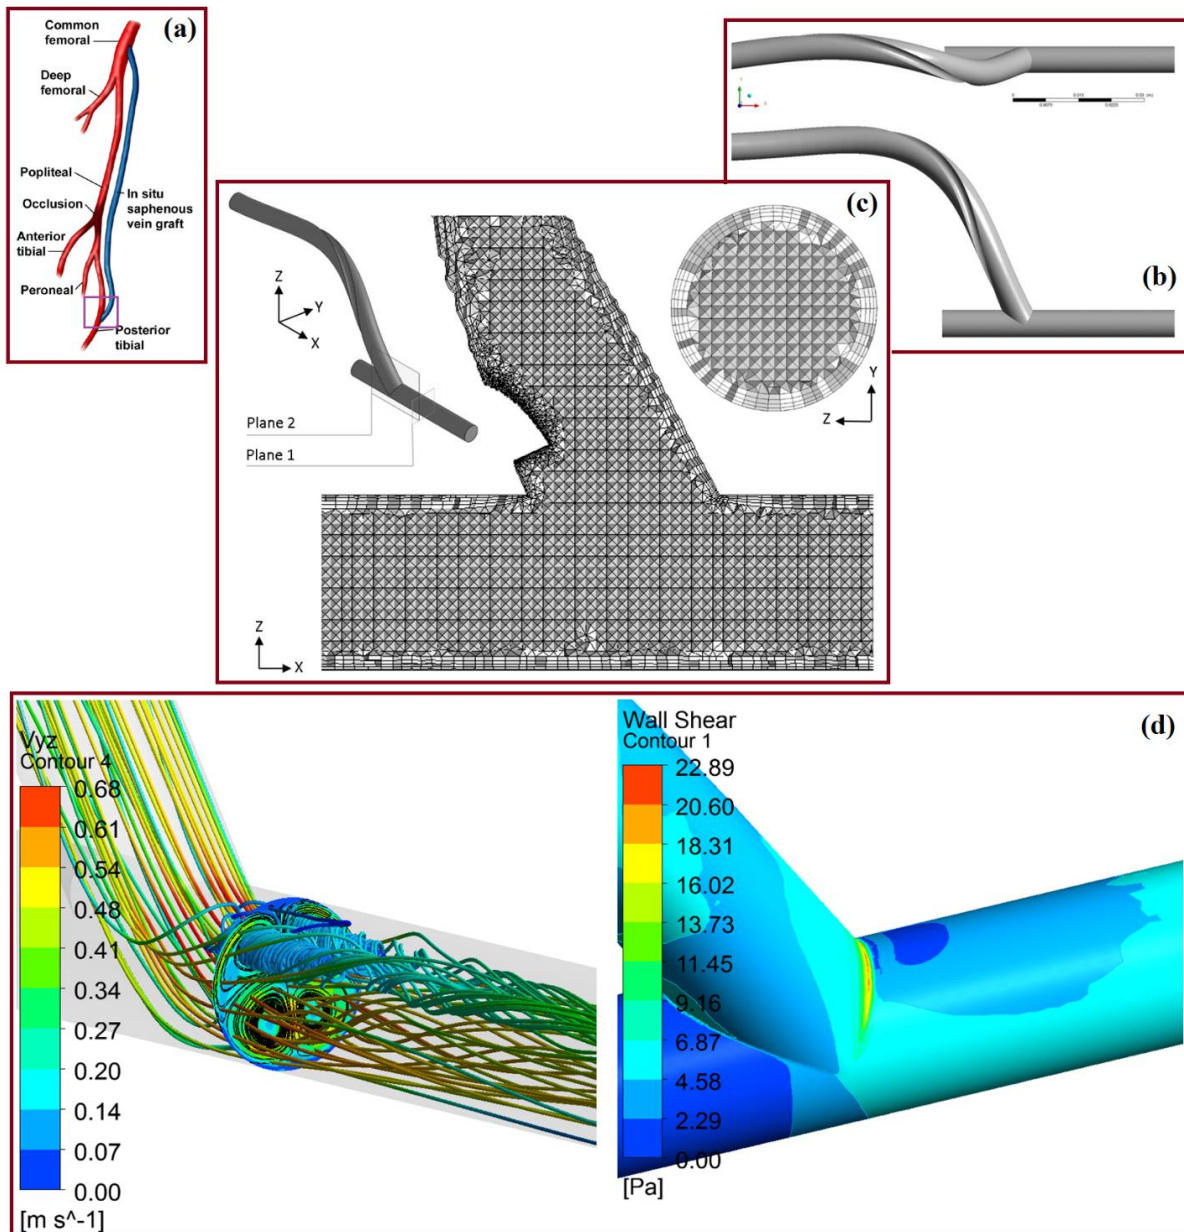 (a)
Common
femoral
Deep
femoral
Popliteal
Occlusion
In situ
saphenous
vein graft
Anterior
tibial
Peroneal
Posterior
tibial
(b)
(c)
Z
Y
X
Plane 2
Plane 1
Y
Z
Z
X
(d)
Vyz
Contour 4
0.68
0.61
0.54
0.48
0.41
0.34
0.27
0.20
0.14
0.07
0.00
[m s^-1]
Wall Shear
Contour 1
22.89
20.60
18.31
16.02
13.73
11.45
9.16
6.87
4.58
2.29
0.00
[Pa]